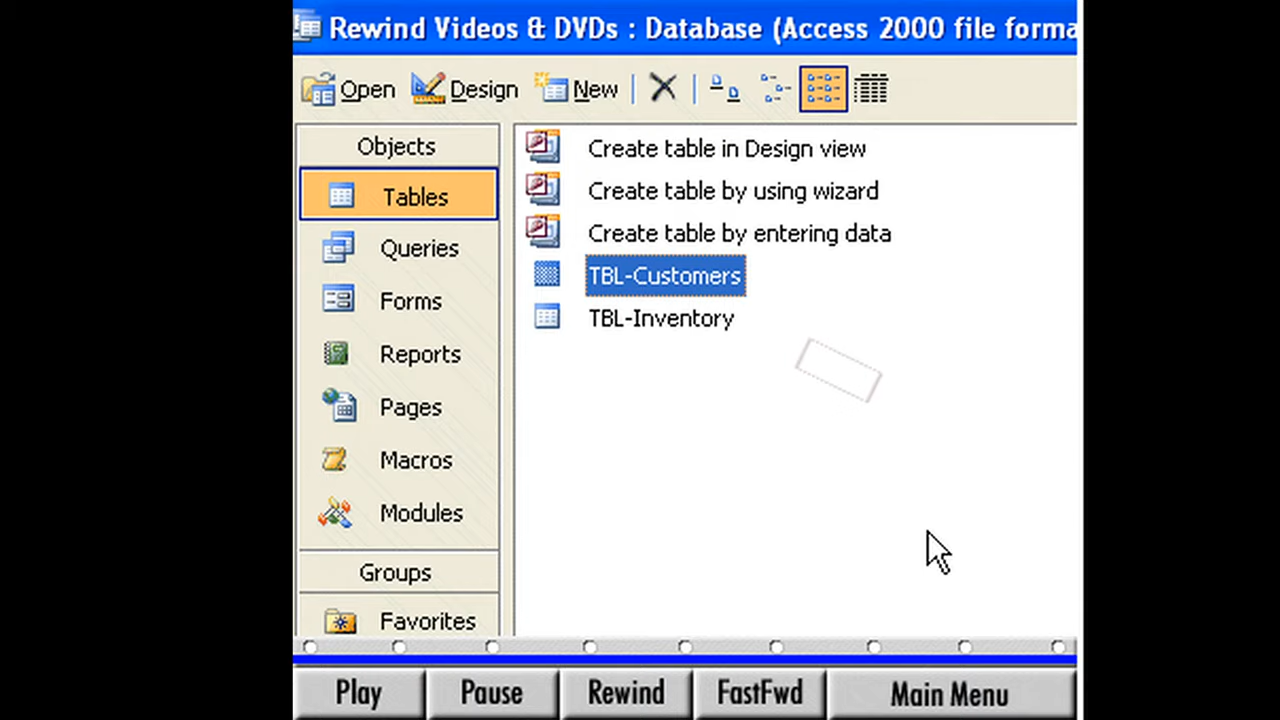 Rewind Videos & DVDs : Database (Access 2000 file forma
Open Design New
Objects
Tables
Queries
Forms
Reports
Pages
Macros
Modules
Groups
Favorites
Create table in Design view
Create table by using wizard
Create table by entering data
TBL-Customers
TBL-Inventory
Play Pause Rewind FastFwd Main Menu